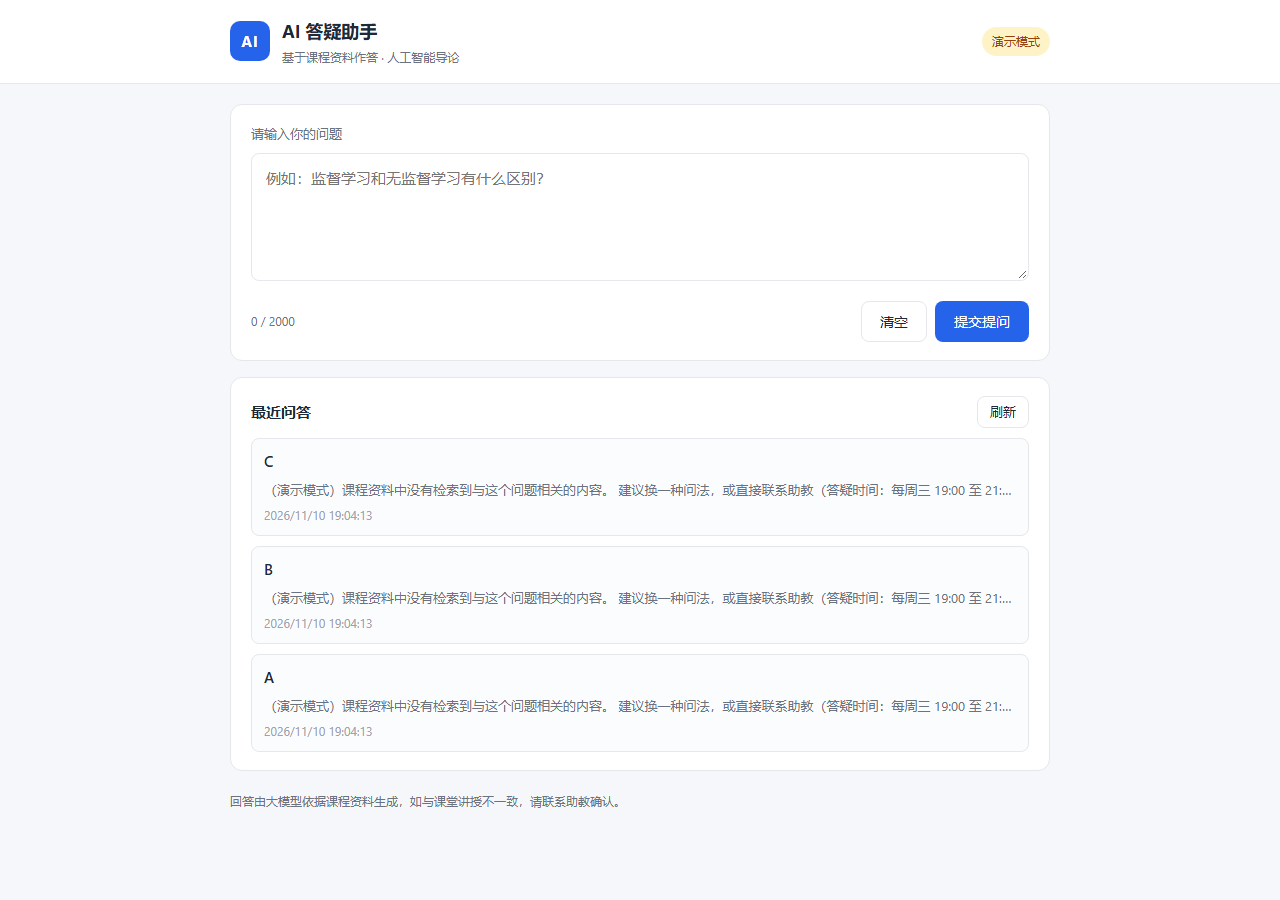 AI
AI 答疑助手
基于课程资料作答 · 人工智能导论
演示模式
请输入你的问题
例如：监督学习和无监督学习有什么区别？
0 / 2000
清空
提交提问
最近问答
刷新
C
（演示模式）课程资料中没有检索到与这个问题相关的内容。 建议换一种问法，或直接联系助教（答疑时间：每周三 19:00 至 21:...
2026/11/10 19:04:13
B
（演示模式）课程资料中没有检索到与这个问题相关的内容。 建议换一种问法，或直接联系助教（答疑时间：每周三 19:00 至 21:...
2026/11/10 19:04:13
A
（演示模式）课程资料中没有检索到与这个问题相关的内容。 建议换一种问法，或直接联系助教（答疑时间：每周三 19:00 至 21:...
2026/11/10 19:04:13
回答由大模型依据课程资料生成，如与课堂讲授不一致，请联系助教确认。